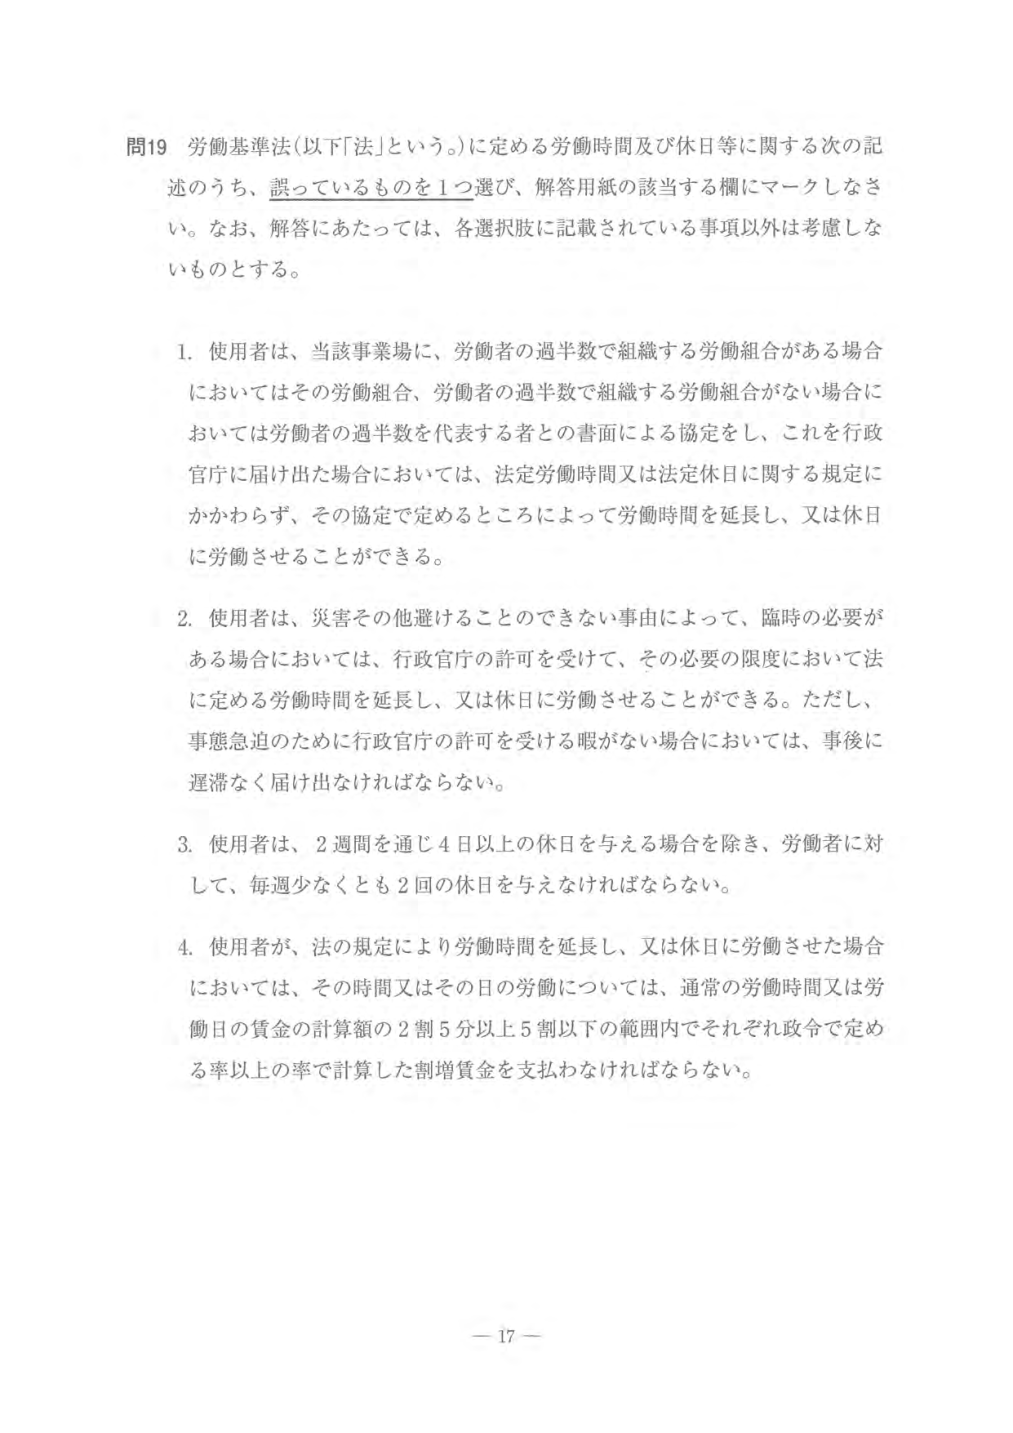 問19 労働基準法(以下｢法｣という。)に定める労働時間及び休日等に関する次の記
述のうち、誤っているものを1つ選び、解答用紙の該当する欄にマークしなさ
い。なお、解答にあたっては、各選択肢に記載されている事項以外は考慮しな
いものとする。
1. 使用者は、当該事業場に、労働者の過半数で組織する労働組合がある場合
においてはその労働組合、労働者の過半数で組織する労働組合がない場合に
おいては労働者の過半数を代表する者との書面による協定をし、これを行政
官庁に届け出た場合においては、法定労働時間又は法定休日に関する規定に
かかわらず、その協定で定めるところによって労働時間を延長し、又は休日
に労働させることができる。
2. 使用者は、災害その他避けることのできない事由によって、臨時の必要が
ある場合においては、行政官庁の許可を受けて、その必要の限度において法
に定める労働時間を延長し、又は休日に労働させることができる。ただし、
事態急迫のために行政官庁の許可を受ける暇がない場合においては、事後に
遅滞なく届け出なければならない。
3. 使用者は、2週間を通じ4日以上の休日を与える場合を除き、労働者に対
して、毎週少なくとも2回の休日を与えなければならない。
4. 使用者が、法の規定により労働時間を延長し、又は休日に労働させた場合
においては、その時間又はその日の労働については、通常の労働時間又は労
働日の賃金の計算額の2割5分以上5割以下の範囲内でそれぞれ政令で定め
る率以上の率で計算した割増賃金を支払わなければならない。
— 17 —